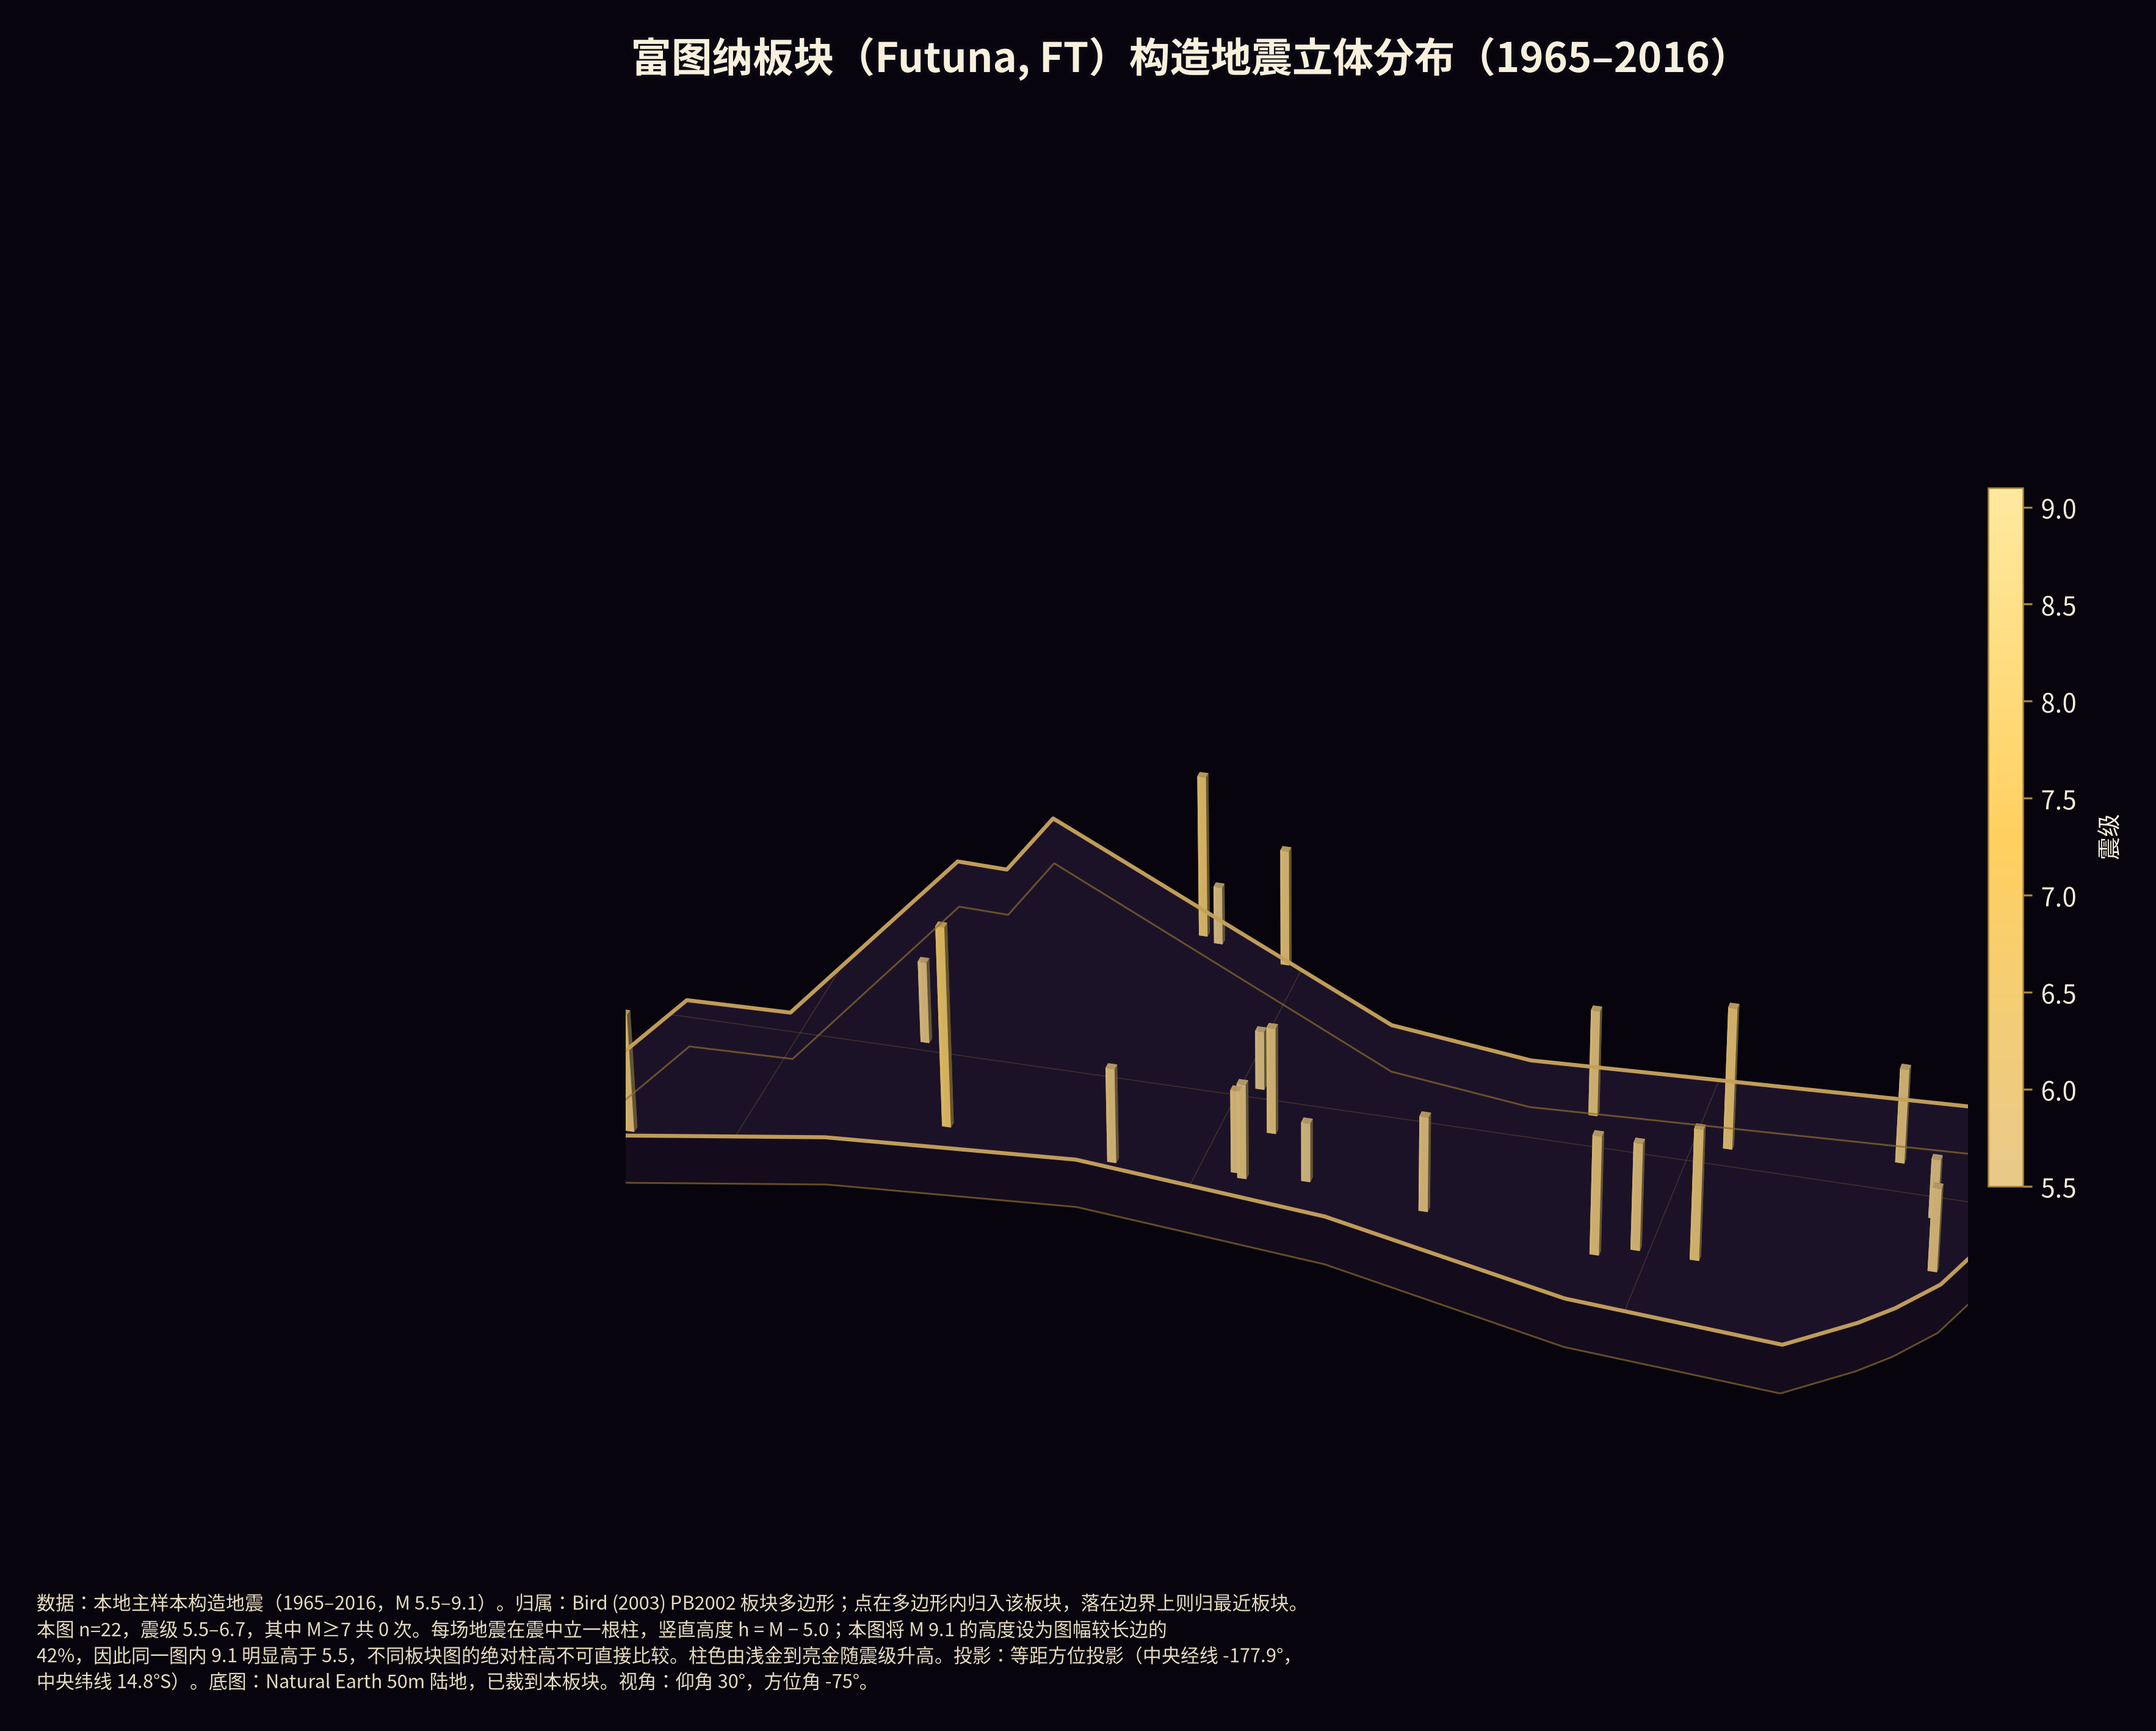 富图纳板块（Futuna, FT）构造地震立体分布（1965–2016）
9.0
8.5
8.0
7.5
7.0
6.5
6.0
5.5
震级
数据：本地主样本构造地震（1965–2016，M 5.5–9.1）。归属：Bird (2003) PB2002 板块多边形；点在多边形内归入该板块，落在边界上则归最近板块。
本图 n=22，震级 5.5–6.7，其中 M≥7 共 0 次。每场地震在震中立一根柱，竖直高度 h = M − 5.0；本图将 M 9.1 的高度设为图幅较长边的
42%，因此同一图内 9.1 明显高于 5.5，不同板块图的绝对柱高不可直接比较。柱色由浅金到亮金随震级升高。投影：等距方位投影（中央经线 -177.9°，
中央纬线 14.8°S）。底图：Natural Earth 50m 陆地，已裁到本板块。视角：仰角 30°，方位角 -75°。